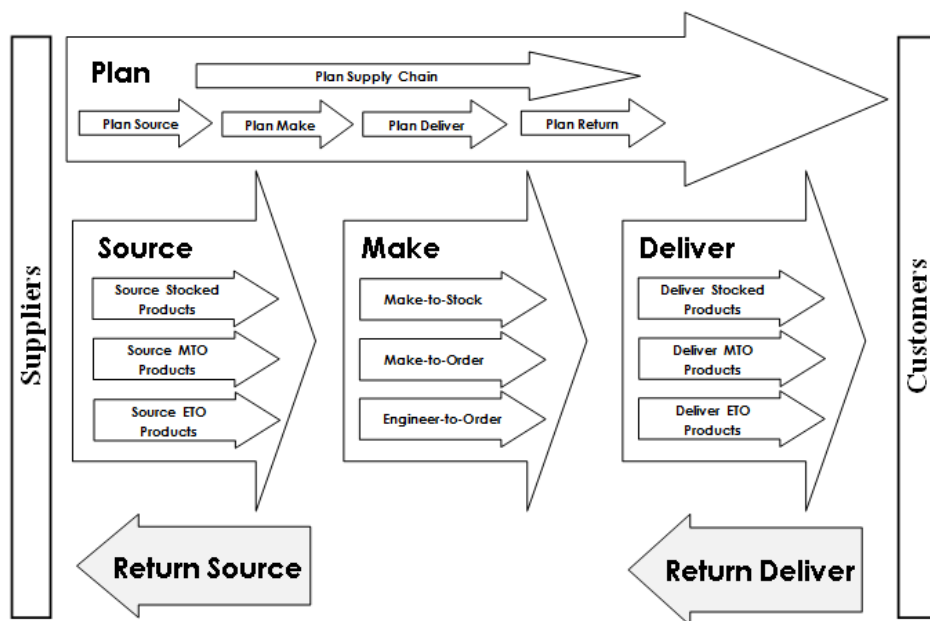 Suppliers
Plan
Plan Supply Chain
Plan Source
Plan Make
Plan Deliver
Plan Return
Source
Source Stocked
Products
Source MTO
Products
Source ETO
Products
Make
Make-to-Stock
Make-to-Order
Engineer-to-Order
Deliver
Deliver Stocked
Products
Deliver MTO
Products
Deliver ETO
Products
Return Source
Return Deliver
Customers